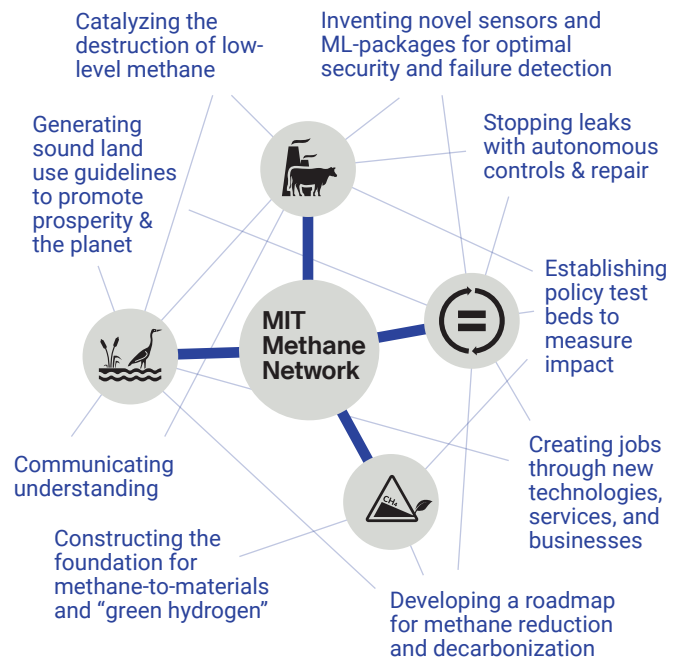 Catalyzing the
destruction of low-
level methane
Inventing novel sensors and
ML-packages for optimal
security and failure detection
Generating
sound land
use guidelines
to promote
prosperity &
the planet
Stopping leaks
with autonomous
controls & repair
Establishing
policy test
beds to
measure
impact
MIT
Methane
Network
Communicating
understanding
Creating jobs
through new
technologies,
services, and
businesses
CH₄
Constructing the
foundation for
methane-to-materials
and “green hydrogen”
Developing a roadmap
for methane reduction
and decarbonization